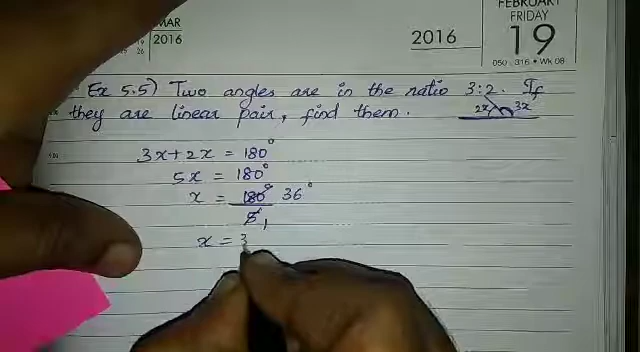 MAR
2016
2016
FEBRUARY
FRIDAY
19
050-316 • Wk 08
Ex 5.5) Two angles are in the ratio 3:2. If
they are linear pair, find them.
2x 3x
3x+2x = 180°
5x = 180°
x = 180° 36°
5 1
x = 3